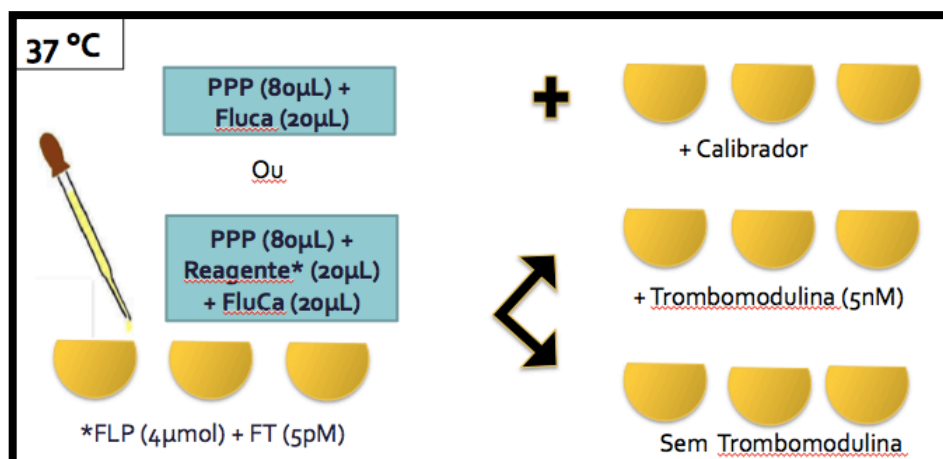 37 °C
PPP (80µL) +
Fluca (20µL)
+ Calibrador
Ou
PPP (80µL) +
Reagente* (20µL)
+ FluCa (20µL)
+ Trombomodulina (5nM)
*FLP (4µmol) + FT (5pM)
Sem Trombomodulina